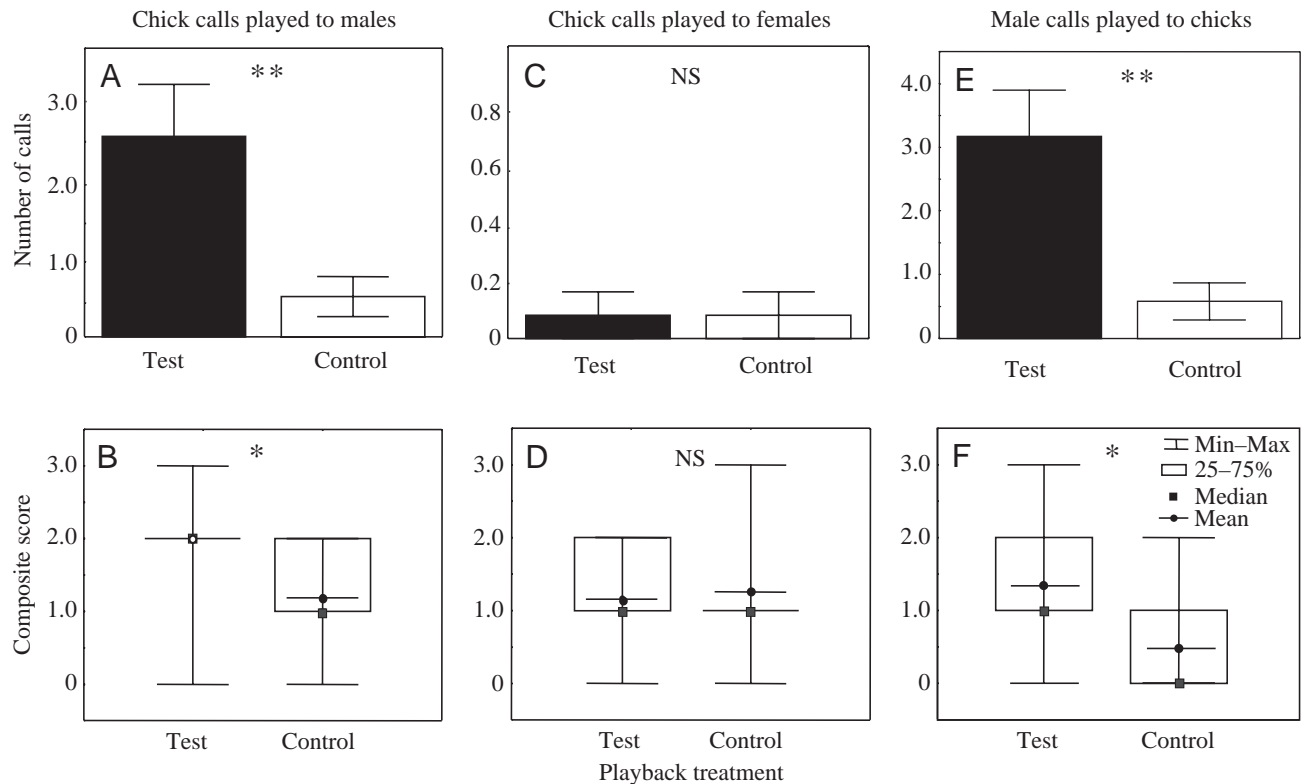 Chick calls played to males
Chick calls played to females
Male calls played to chicks
A
**
Number of calls
3.0
2.0
1.0
0
Test
Control
C
NS
0.8
0.6
0.4
0.2
0
Test
Control
E
**
4.0
3.0
2.0
1.0
0
Test
Control
B
*
Composite score
3.0
2.0
1.0
0
Test
Control
D
NS
3.0
2.0
1.0
0
Test
Control
F
*
Min–Max
25–75%
Median
Mean
3.0
2.0
1.0
0
Test
Control
Playback treatment